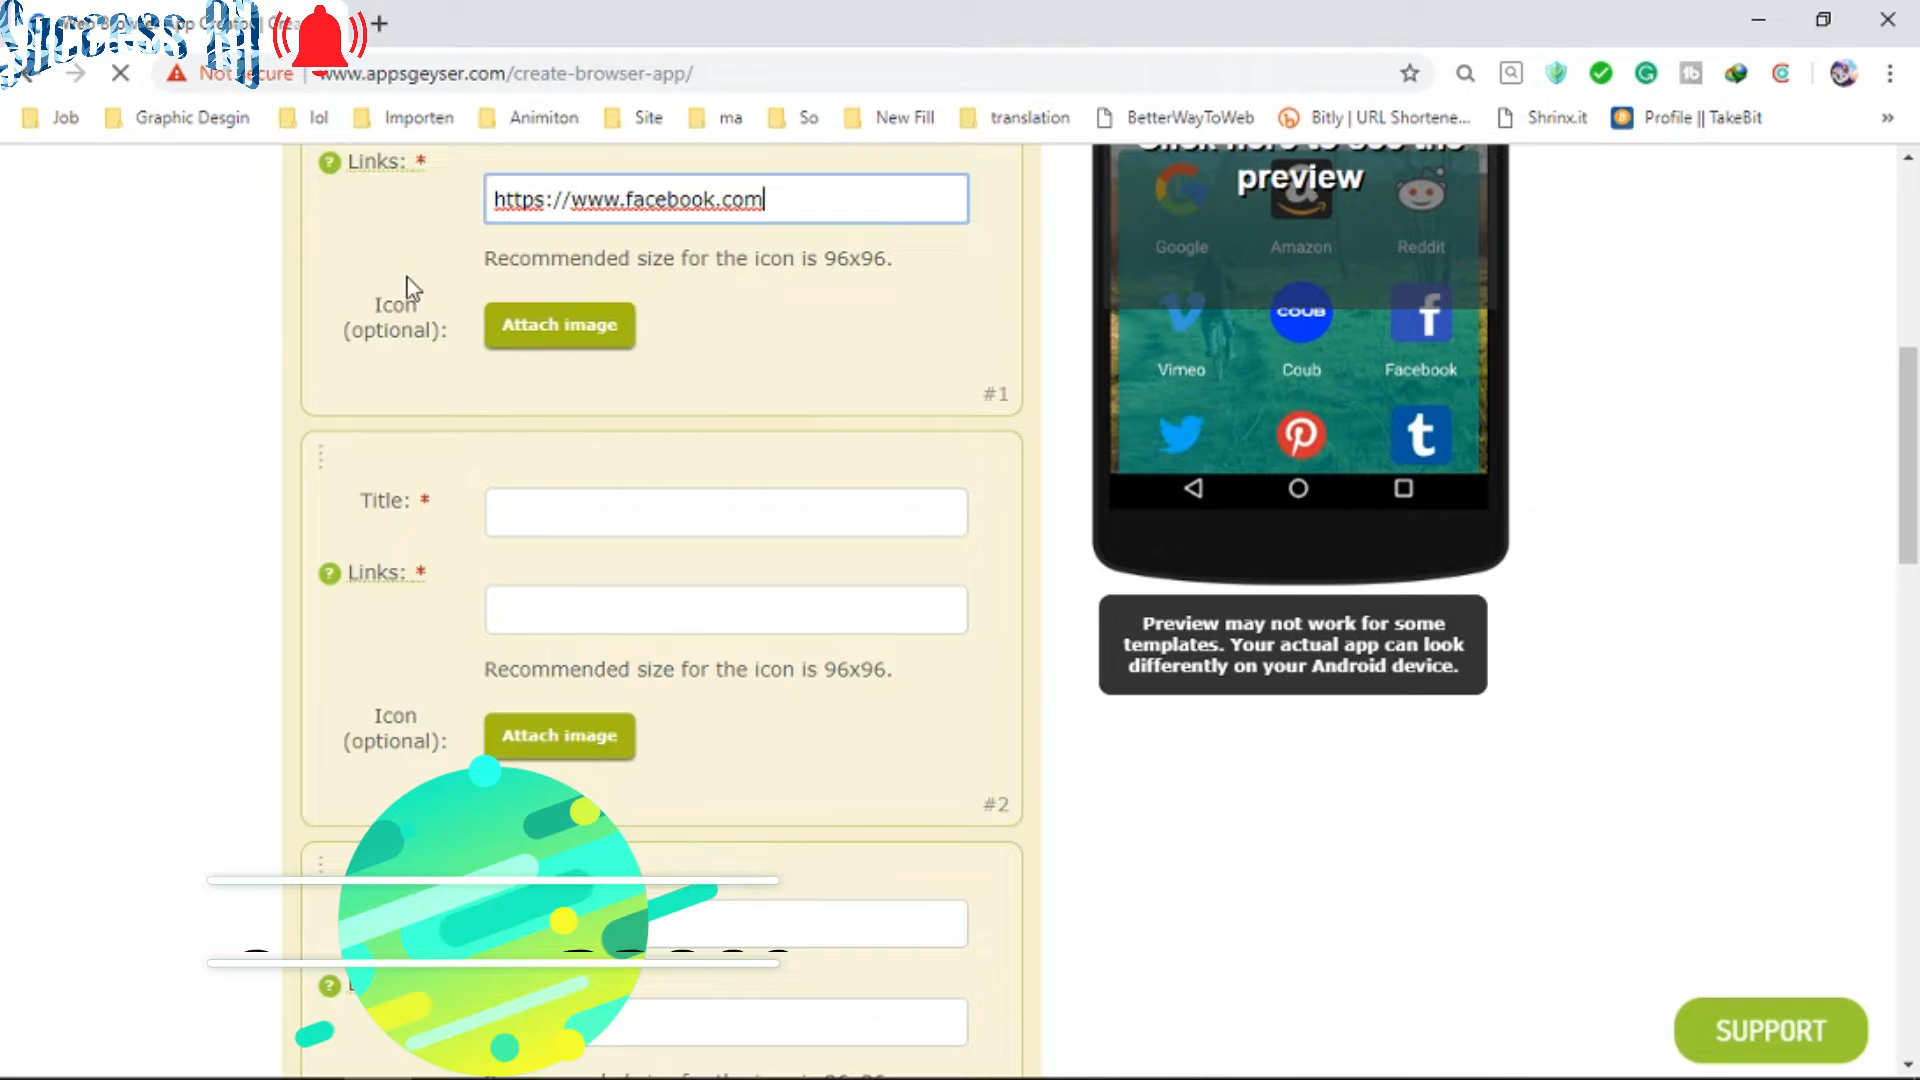 Success
Not secure | www.appsgeyser.com/create-browser-app/
Job Graphic Desgin lol Importen Animiton Site ma So New Fill translation BetterWayToWeb Bitly | URL Shortene... Shrinx.it Profile || TakeBit »
Links: *
https://www.facebook.com
Recommended size for the icon is 96x96.
Icon
(optional):
Attach image
#1
Title: *
Links: *
Recommended size for the icon is 96x96.
Icon
(optional):
Attach image
#2
preview
Google Amazon Reddit
COUB
Vimeo Coub Facebook
Preview may not work for some
templates. Your actual app can look
differently on your Android device.
SUPPORT